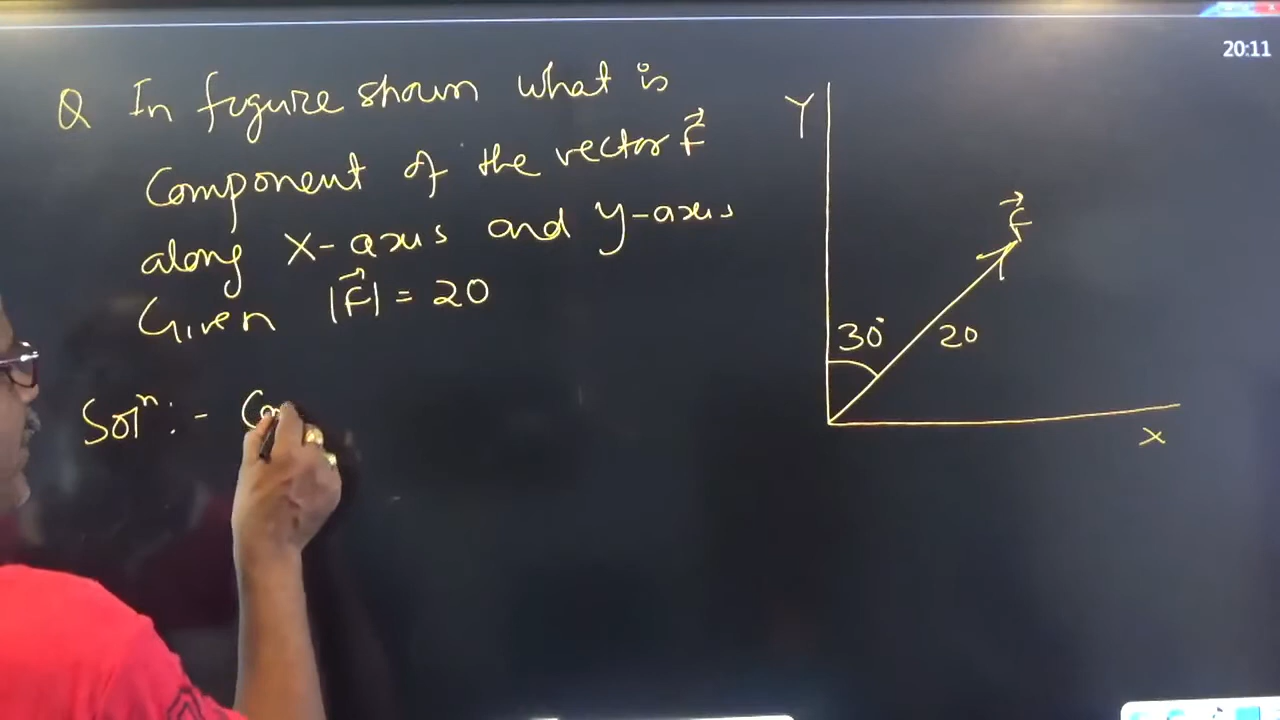 20:11
Q In figure shown what is
Component of the vector F⃗
along X-axis and y-axis
Given |F⃗| = 20
Solⁿ:- Co
Y
F⃗
30°
20
X